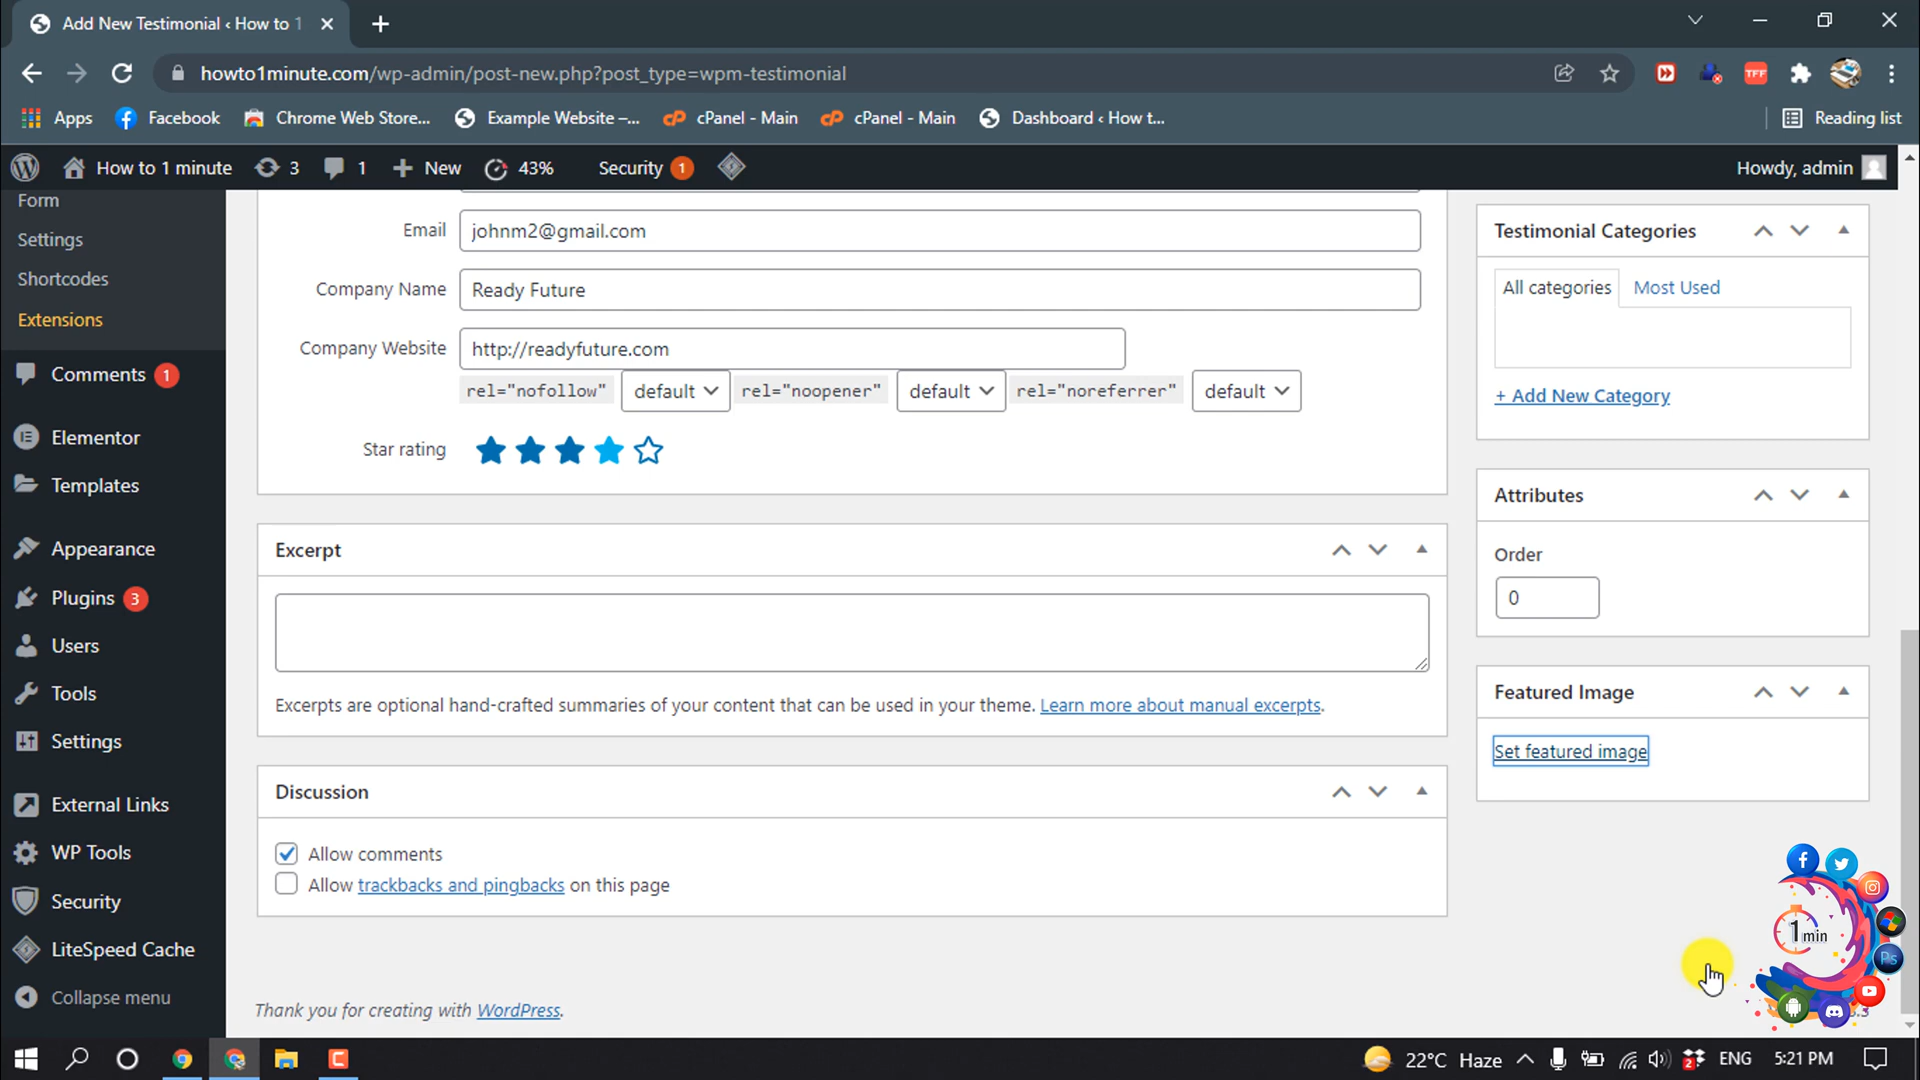 Add New Testimonial ‹ How to 1
howto1minute.com/wp-admin/post-new.php?post_type=wpm-testimonial
TFF
Apps
Facebook
Chrome Web Store...
Example Website –...
cPanel - Main
cPanel - Main
Dashboard ‹ How t...
Reading list
How to 1 minute
3
1
New
43%
Security 1
Howdy, admin
Form
Settings
Shortcodes
Extensions
Comments 1
Elementor
Templates
Appearance
Plugins 3
Users
Tools
Settings
External Links
WP Tools
Security
LiteSpeed Cache
Collapse menu
Email johnm2@gmail.com
Company Name Ready Future
Company Website http://readyfuture.com
rel="nofollow" default rel="noopener" default rel="noreferrer" default
Star rating
Excerpt
Excerpts are optional hand-crafted summaries of your content that can be used in your theme. Learn more about manual excerpts.
Discussion
Allow comments
Allow trackbacks and pingbacks on this page
Thank you for creating with WordPress.
Testimonial Categories
All categories Most Used
+ Add New Category
Attributes
Order
0
Featured Image
Set featured image
1min
Ps
22°C Haze
2
ENG
5:21 PM